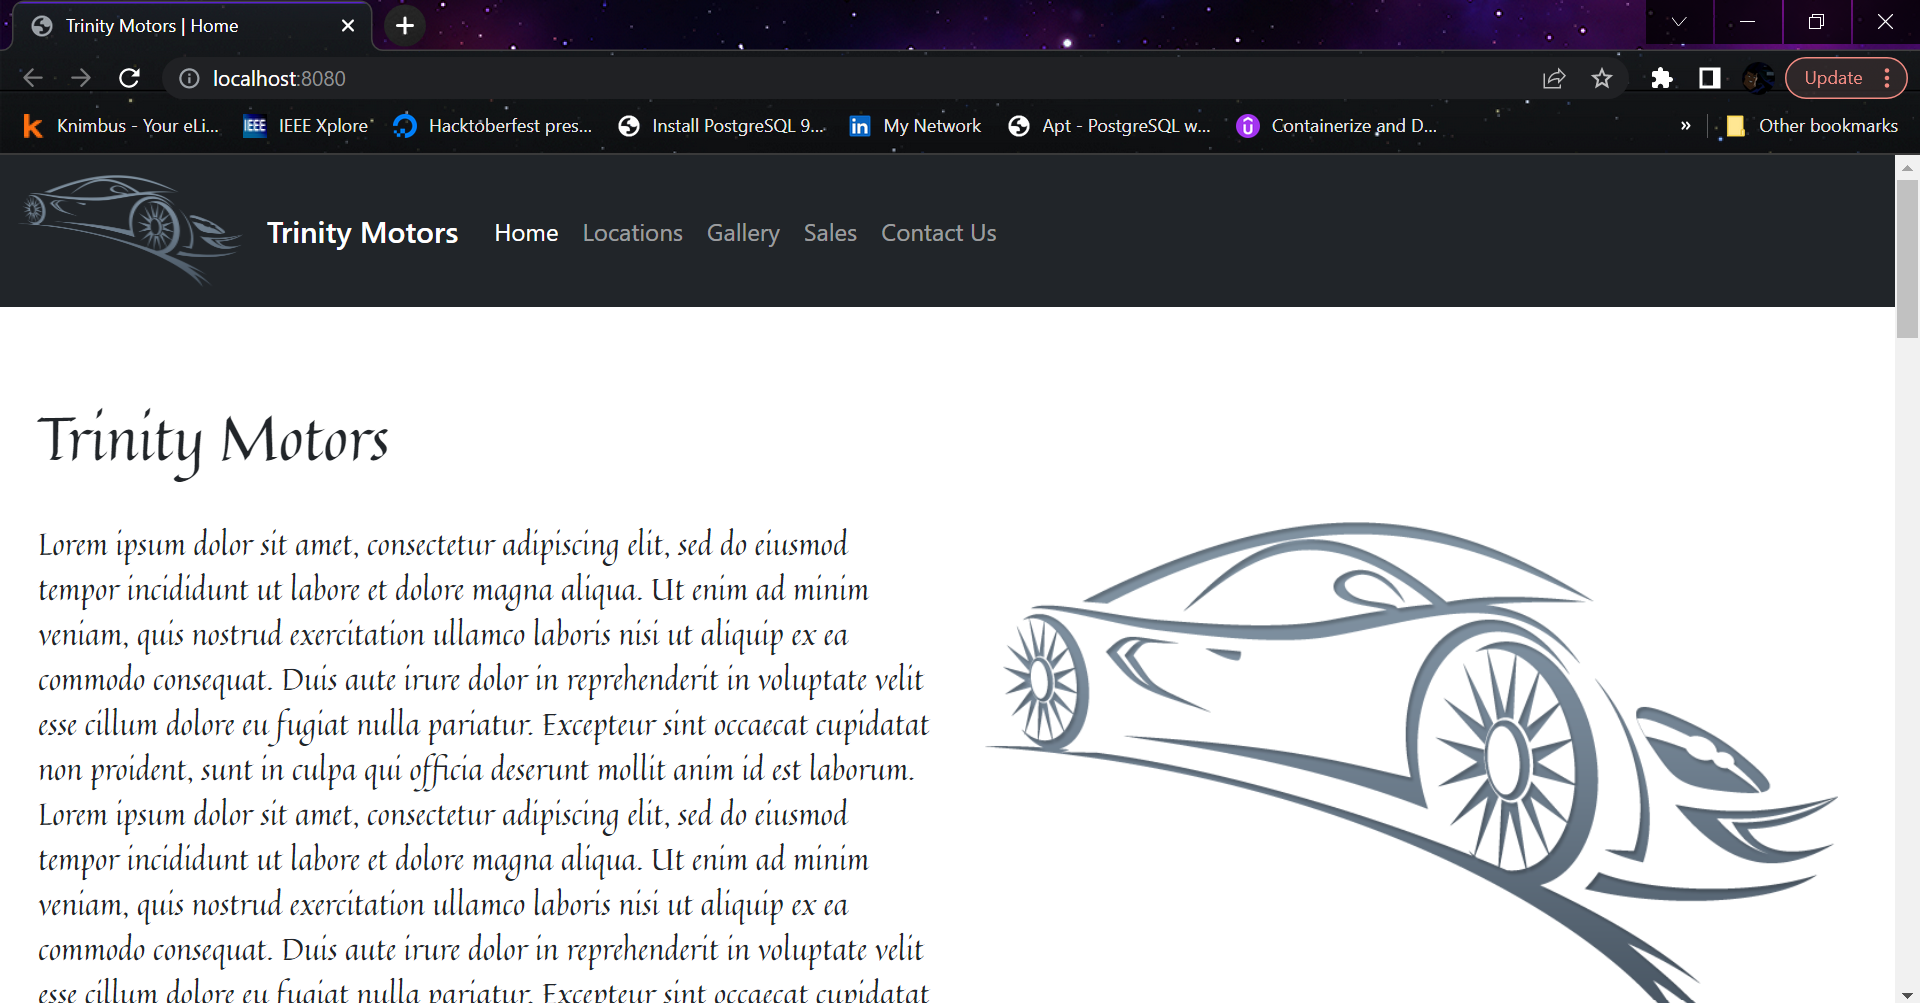 Trinity Motors | Home
localhost:8080
Update
Knimbus - Your eLi...
IEEE
IEEE Xplore
Hacktoberfest pres...
Install PostgreSQL 9....
in
My Network
Apt - PostgreSQL w...
Containerize and D...
»
Other bookmarks
Trinity Motors
Home
Locations
Gallery
Sales
Contact Us
Trinity Motors
Lorem ipsum dolor sit amet, consectetur adipiscing elit, sed do eiusmod
tempor incididunt ut labore et dolore magna aliqua. Ut enim ad minim
veniam, quis nostrud exercitation ullamco laboris nisi ut aliquip ex ea
commodo consequat. Duis aute irure dolor in reprehenderit in voluptate velit
esse cillum dolore eu fugiat nulla pariatur. Excepteur sint occaecat cupidatat
non proident, sunt in culpa qui officia deserunt mollit anim id est laborum.
Lorem ipsum dolor sit amet, consectetur adipiscing elit, sed do eiusmod
tempor incididunt ut labore et dolore magna aliqua. Ut enim ad minim
veniam, quis nostrud exercitation ullamco laboris nisi ut aliquip ex ea
commodo consequat. Duis aute irure dolor in reprehenderit in voluptate velit
esse cillum dolore eu fugiat nulla pariatur. Excepteur sint occaecat cupidatat